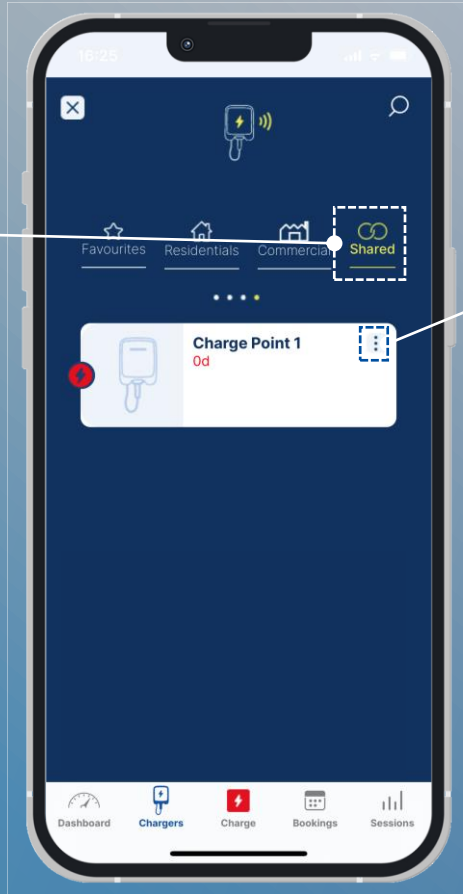 16:25
Favourites Residentials Commercial Shared
Charge Point 1
0d
Dashboard Chargers Charge Bookings Sessions